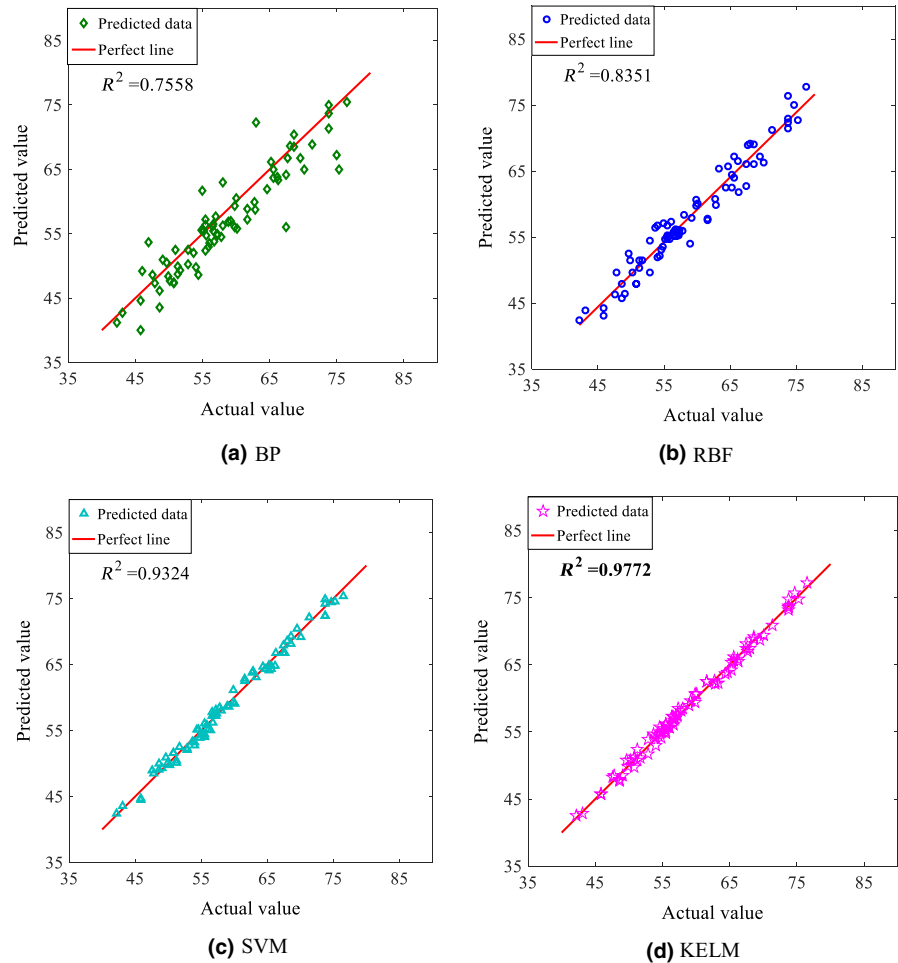 85
75
65
55
45
35
35 45 55 65 75 85
Predicted value
Actual value
Predicted data
Perfect line
R² =0.7558
(a) BP
85
75
65
55
45
35
35 45 55 65 75 85
Predicted value
Actual value
Predicted data
Perfect line
R² =0.8351
(b) RBF
85
75
65
55
45
35
35 45 55 65 75 85
Predicted value
Actual value
Predicted data
Perfect line
R² =0.9324
(c) SVM
85
75
65
55
45
35
35 45 55 65 75 85
Predicted value
Actual value
Predicted data
Perfect line
R² =0.9772
(d) KELM